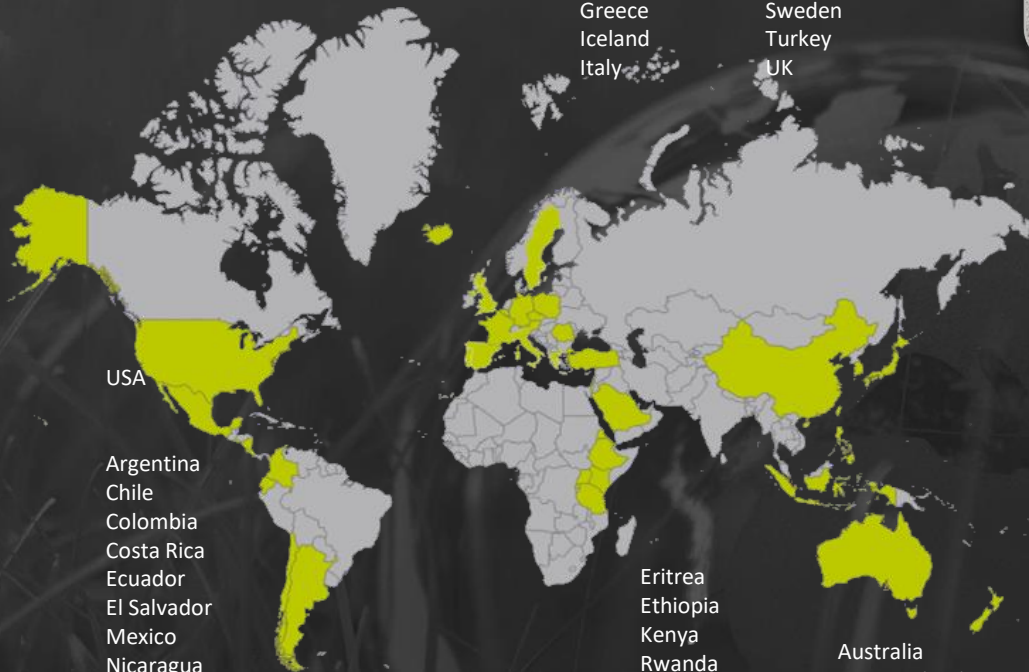 Greece
Iceland
Italy
Sweden
Turkey
UK
USA
Argentina
Chile
Colombia
Costa Rica
Ecuador
El Salvador
Mexico
Nicaragua
Eritrea
Ethiopia
Kenya
Rwanda
Australia